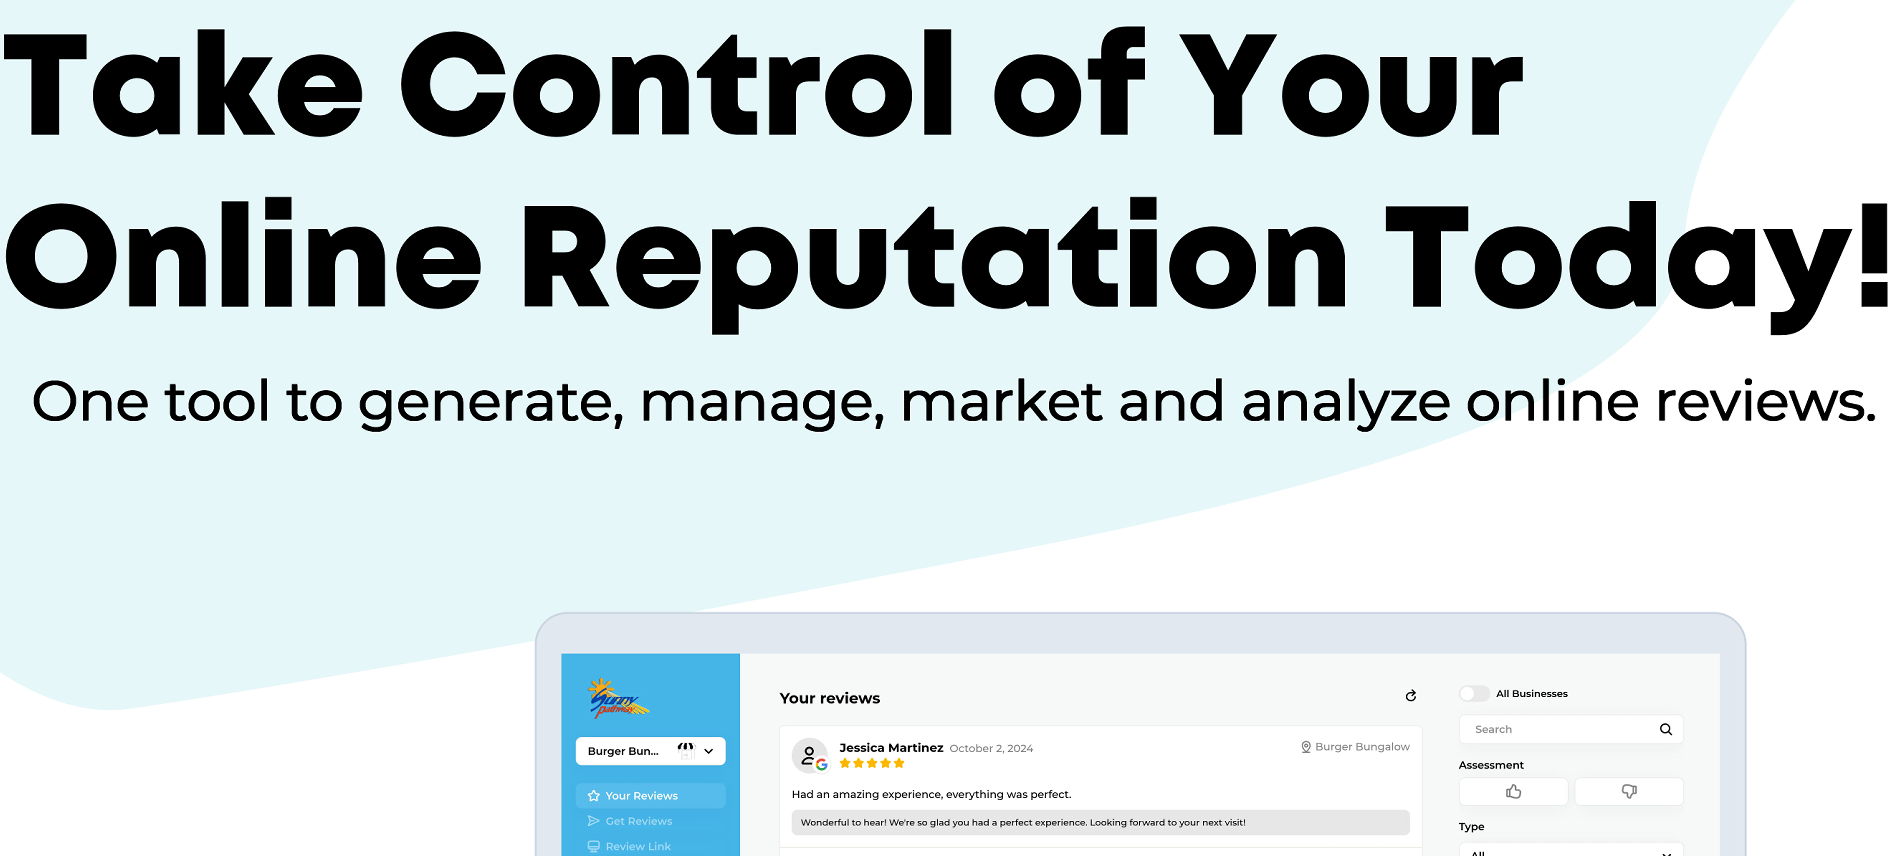 Take Control of Your
Online Reputation Today!
One tool to generate, manage, market and analyze online reviews.
Sunny
Pathway
Burger Bun...
Your Reviews
Get Reviews
Review Link
Your reviews
Jessica Martinez October 2, 2024
Burger Bungalow
Had an amazing experience, everything was perfect.
Wonderful to hear! We're so glad you had a perfect experience. Looking forward to your next visit!
All Businesses
Search
Assessment
Type
All